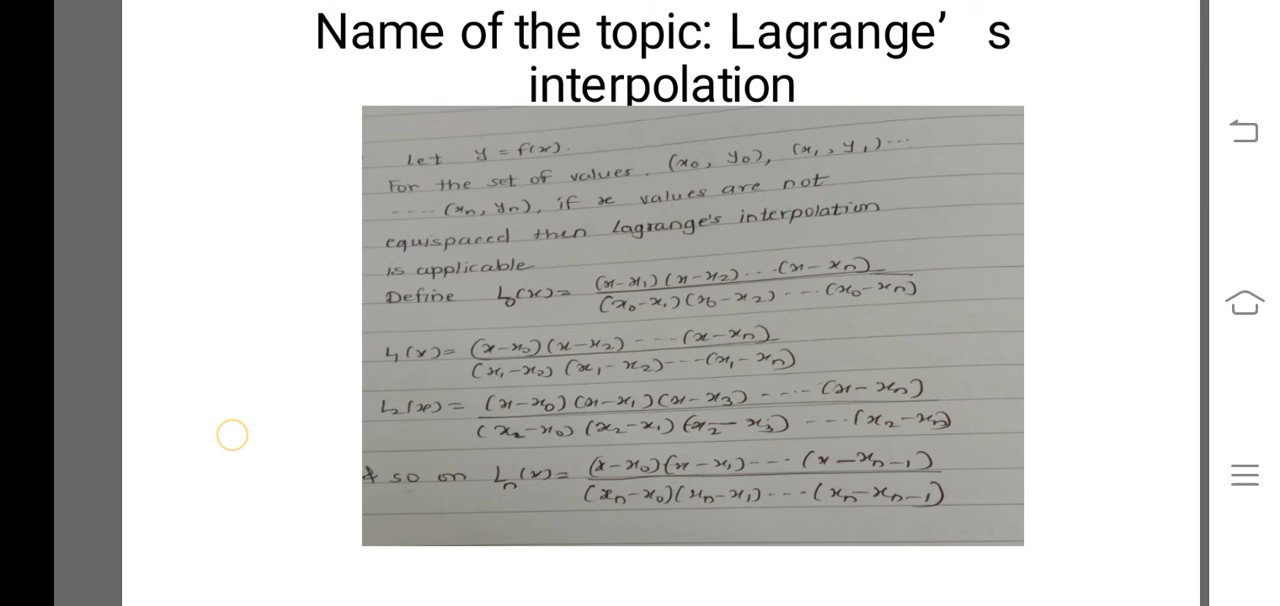 Name of the topic: Lagrange’ s
interpolation
Let y = f(x).
For the set of values. (x₀, y₀), (x₁, y₁)...
.... (xₙ, yₙ), if x values are not
equispaced then Lagrange's interpolation
is applicable
Define L₀(x) = (x-x₁)(x-x₂)...(x-xₙ) / (x₀-x₁)(x₀-x₂)....(x₀-xₙ)
L₁(x) = (x-x₀)(x-x₂)....(x-xₙ) / (x₁-x₀)(x₁-x₂)....(x₁-xₙ)
L₂(x) = (x-x₀)(x-x₁)(x-x₃)....(x-xₙ) / (x₂-x₀)(x₂-x₁)(x₂-x₃)....(x₂-xₙ)
& so on Lₙ(x) = (x-x₀)(x-x₁)....(x-xₙ₋₁) / (xₙ-x₀)(xₙ-x₁)....(xₙ-xₙ₋₁)